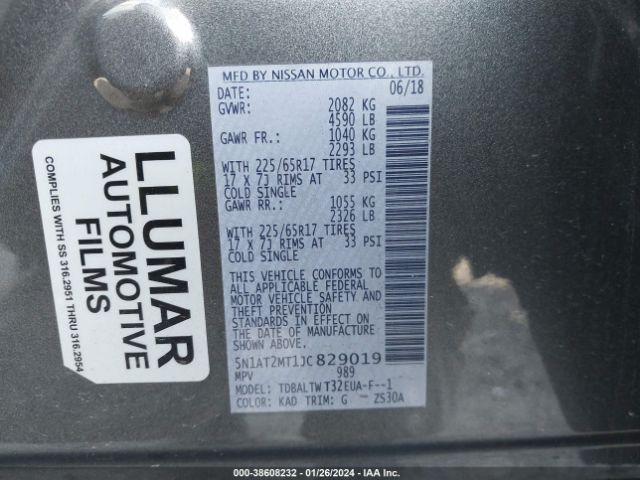 MFD BY NISSAN MOTOR CO., LTD.
DATE: 06/18
GVWR: 2082 KG
4590 LB
GAWR FR.: 1040 KG
2293 LB
WITH 225/65R17 TIRES
17 X 7J RIMS AT 33 PSI
COLD SINGLE
GAWR RR.: 1055 KG
2326 LB
WITH 225/65R17 TIRES
17 X 7J RIMS AT 33 PSI
COLD SINGLE
THIS VEHICLE CONFORMS TO
ALL APPLICABLE FEDERAL
MOTOR VEHICLE SAFETY AND
THEFT PREVENTION
STANDARDS IN EFFECT ON
THE DATE OF MANUFACTURE
SHOWN ABOVE.
5N1AT2MT1JC829019
MPV 989
MODEL: TDBALTW T32EUA-F--1
COLOR: KAD TRIM: G - ZS30A
LLUMAR
AUTOMOTIVE
FILMS
COMPLIES WITH SS 316.2951 THRU 316.2954
000-38608232 - 01/26/2024 - IAA Inc.